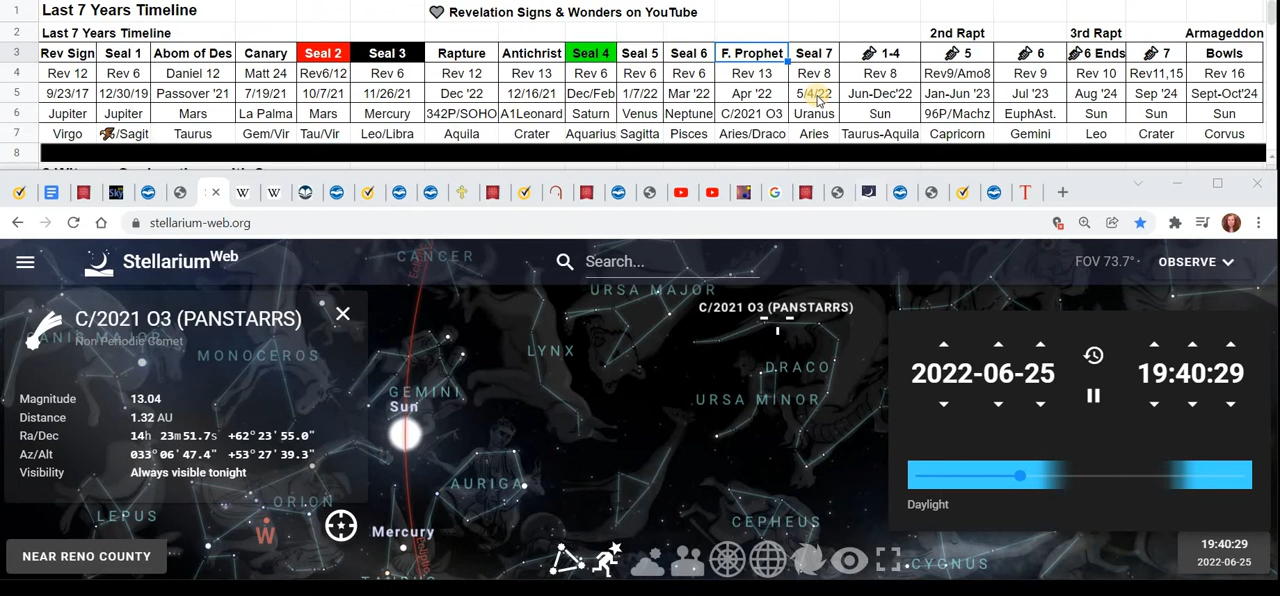 1 Last 7 Years Timeline Revelation Signs & Wonders on YouTube
2 Last 7 Years Timeline 2nd Rapt 3rd Rapt Armageddon
3 Rev Sign Seal 1 Abom of Des Canary Seal 2 Seal 3 Rapture Antichrist Seal 4 Seal 5 Seal 6 F. Prophet Seal 7 1-4 5 6 6 Ends 7 Bowls
4 Rev 12 Rev 6 Daniel 12 Matt 24 Rev6/12 Rev 6 Rev 12 Rev 13 Rev 6 Rev 6 Rev 6 Rev 13 Rev 8 Rev 8 Rev9/Amo8 Rev 9 Rev 10 Rev11,15 Rev 16
5 9/23/17 12/30/19 Passover '21 7/19/21 10/7/21 11/26/21 Dec '22 12/16/21 Dec/Feb 1/7/22 Mar '22 Apr '22 5/4/22 Jun-Dec'22 Jan-Jun '23 Jul '23 Aug '24 Sep '24 Sept-Oct'24
6 Jupiter Jupiter Mars La Palma Mars Mercury 342P/SOHO A1Leonard Saturn Venus Neptune C/2021 O3 Uranus Sun 96P/Machz EuphAst. Sun Sun Sun
7 Virgo /Sagit Taurus Gem/Vir Tau/Vir Leo/Libra Aquila Crater Aquarius Sagitta Pisces Aries/Draco Aries Taurus-Aquila Capricorn Gemini Leo Crater Corvus
8
stellarium-web.org
StellariumWeb
Search...
FOV 73.7°
OBSERVE
CANCER
URSA MAJOR
C/2021 O3 (PANSTARRS)
C/2021 O3 (PANSTARRS)
Non Periodic Comet
CANIS MAJOR
MONOCEROS
LYNX
DRACO
URSA MINOR
GEMINI
Sun
2022-06-25 19:40:29
Magnitude 13.04
Distance 1.32 AU
Ra/Dec 14h 23m51.7s +62°23'55.0"
Az/Alt 033°06'47.4" +53°27'39.3"
Visibility Always visible tonight
AURIGA
ORION
LEPUS
W
Mercury
CEPHEUS
Daylight
Ecliptic
TAURUS
CYGNUS
NEAR RENO COUNTY
19:40:29
2022-06-25